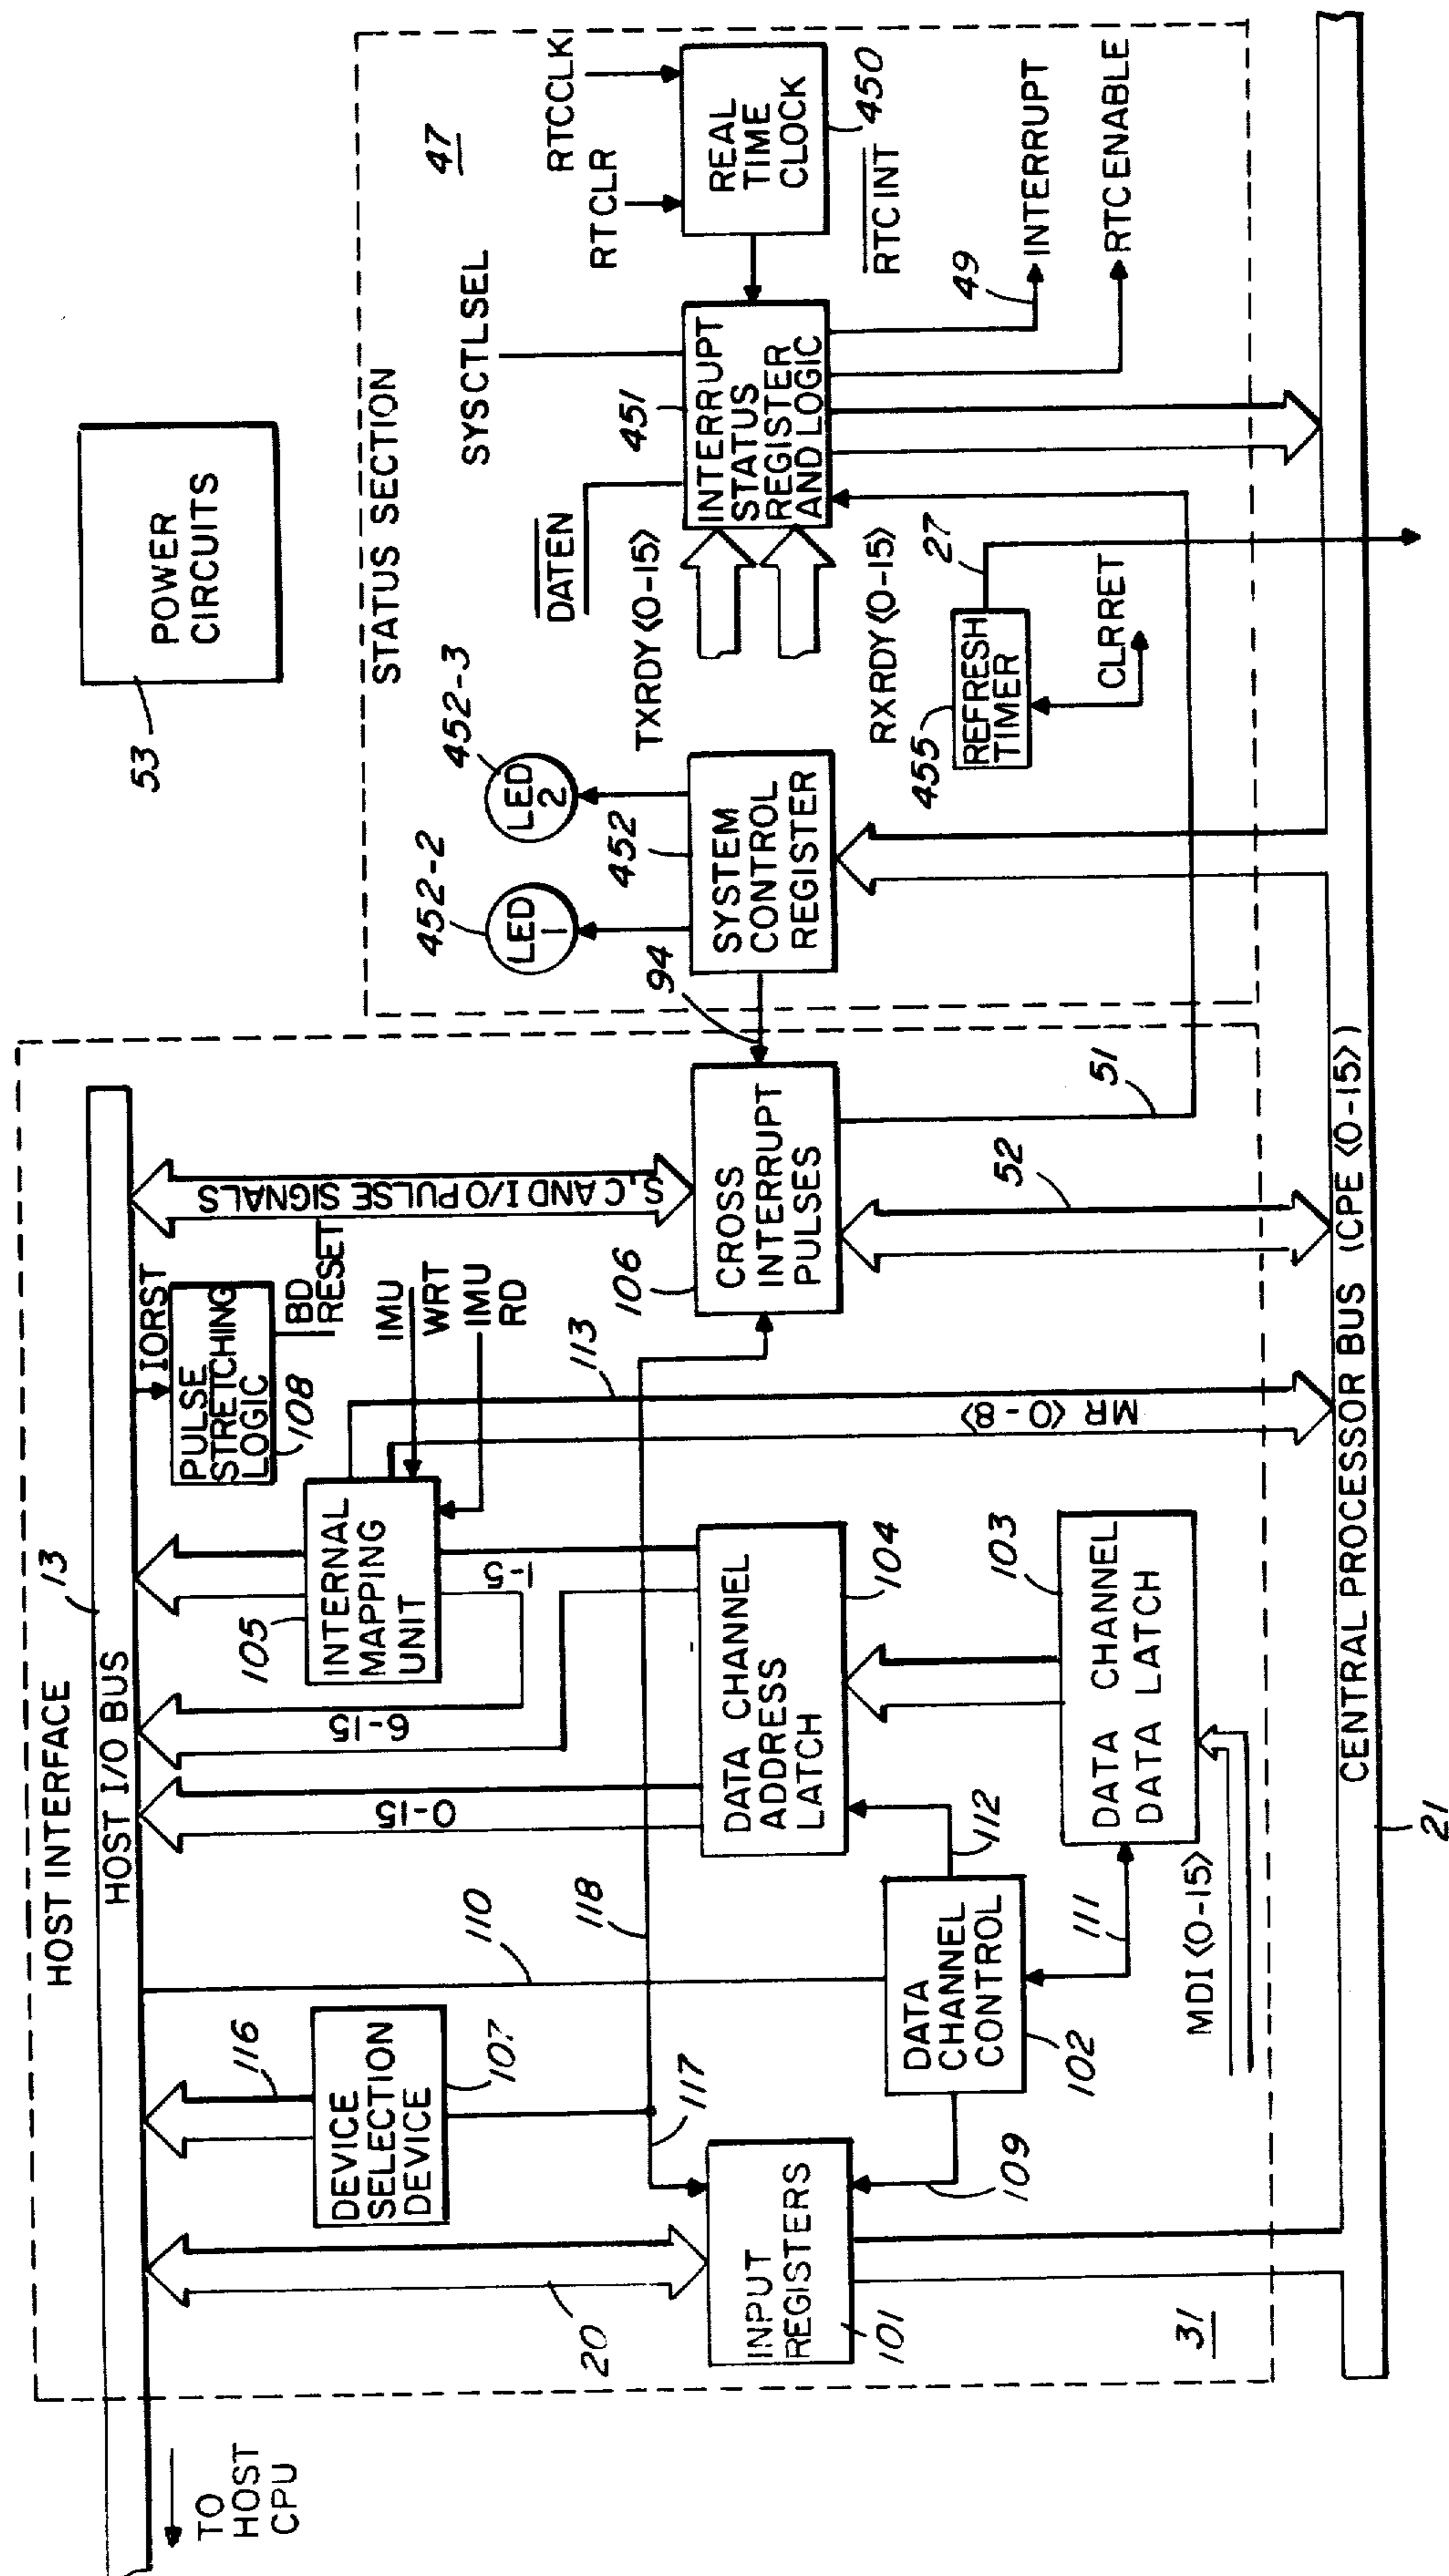 HOST INTERFACE
13
HOST I/O BUS
TO
HOST
CPU
20
116
DEVICE
SELECTION
DEVICE
107
117
118
110
0-15
6-15
1-5
INTERNAL
MAPPING
UNIT
105
IORST
PULSE
STRETCHING
LOGIC
108
BD
RESET
IMU
WRT
IMU
RD
113
MR <0-8>
S,C AND I/O PULSE SIGNALS
INPUT
REGISTERS
101
109
DATA
CHANNEL
CONTROL
102
112
111
DATA CHANNEL
ADDRESS
LATCH
104
DATA CHANNEL
DATA LATCH
103
MDI <0-15>
CROSS
INTERRUPT
PULSES
106
52
51
94
31
POWER
CIRCUITS
53
STATUS SECTION
47
LED
1
452-2
LED
2
452-3
452
SYSTEM
CONTROL
REGISTER
TXRDY <0-15>
RXRDY <0-15>
DATEN
SYSCTLSEL
451
INTERRUPT
STATUS
REGISTER
AND LOGIC
RTCCLR
RTCCLK
REAL
TIME
CLOCK
450
RTCINT
455
REFRESH
TIMER
27
CLRRET
49
INTERRUPT
RTCENABLE
CENTRAL PROCESSOR BUS (CPE <0-15>)
21